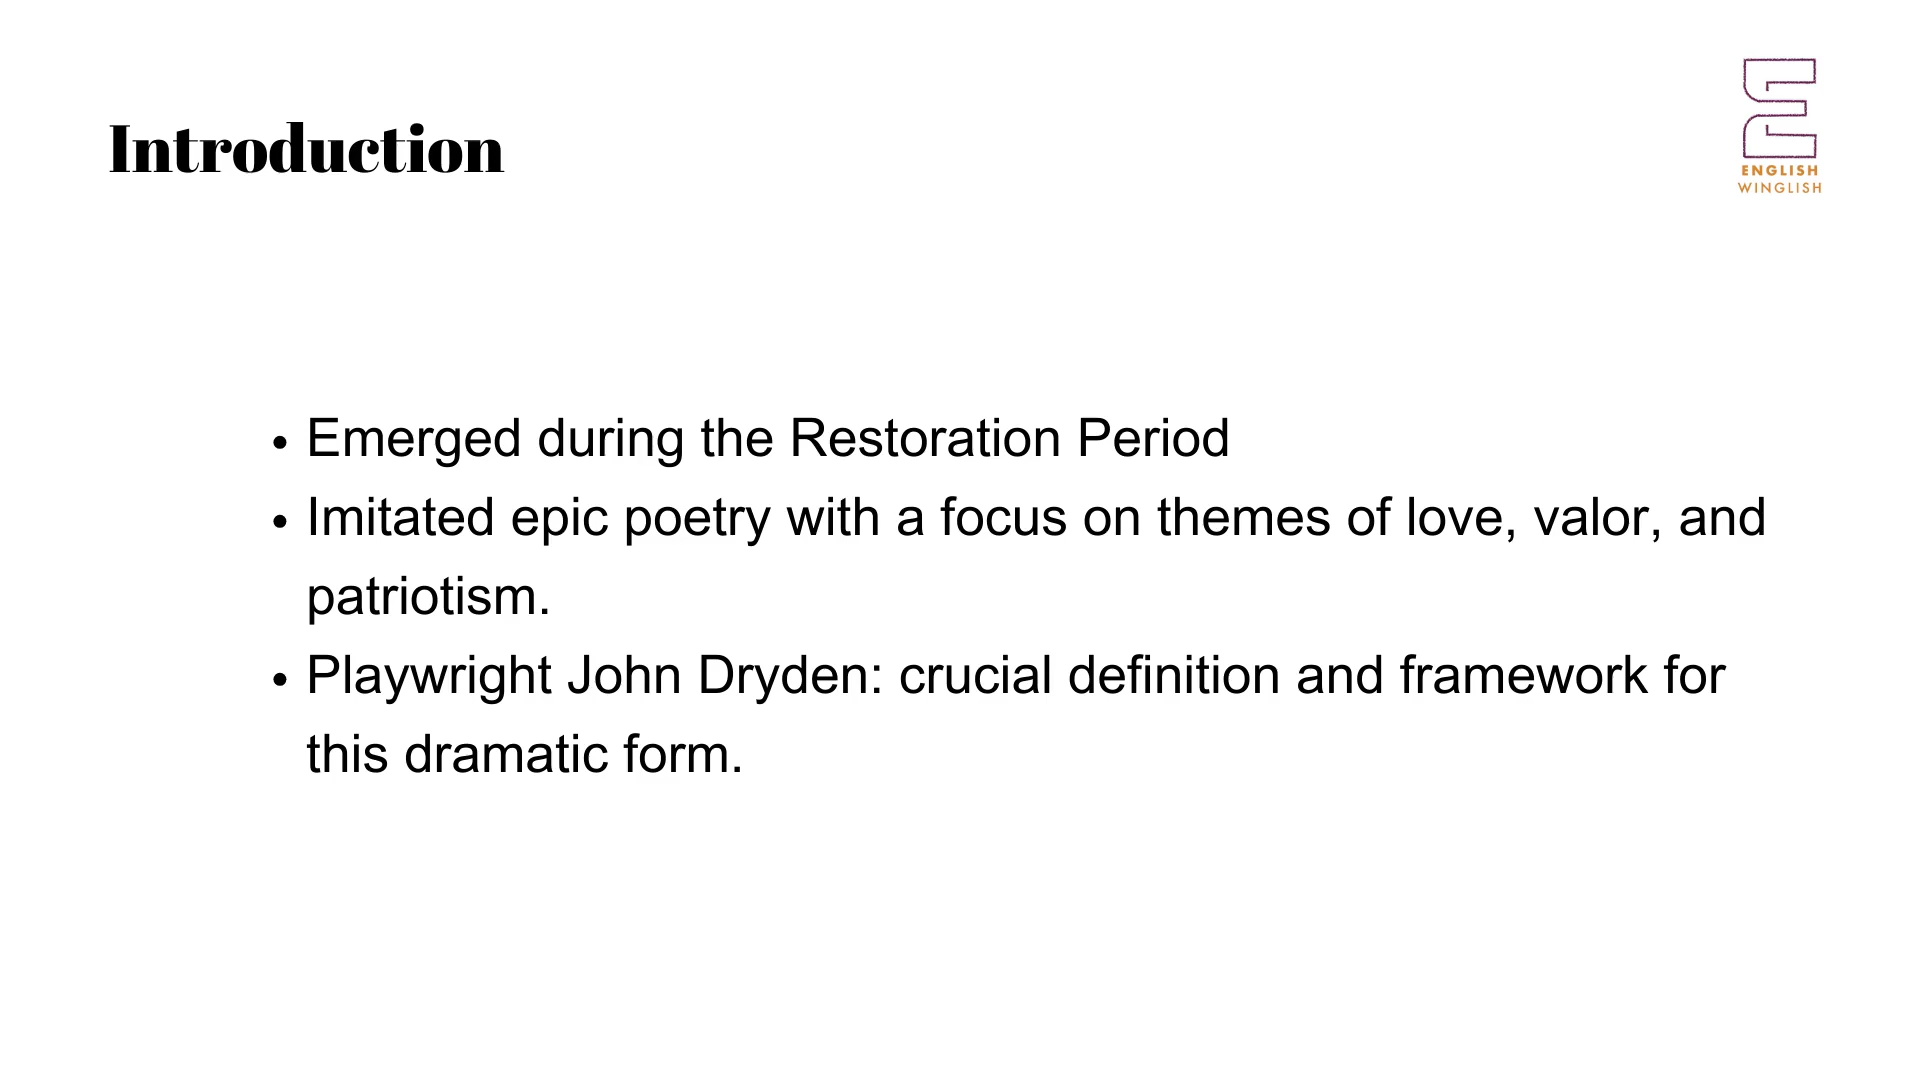 Introduction
ENGLISH
WINGLISH
• Emerged during the Restoration Period
• Imitated epic poetry with a focus on themes of love, valor, and
patriotism.
• Playwright John Dryden: crucial definition and framework for
this dramatic form.